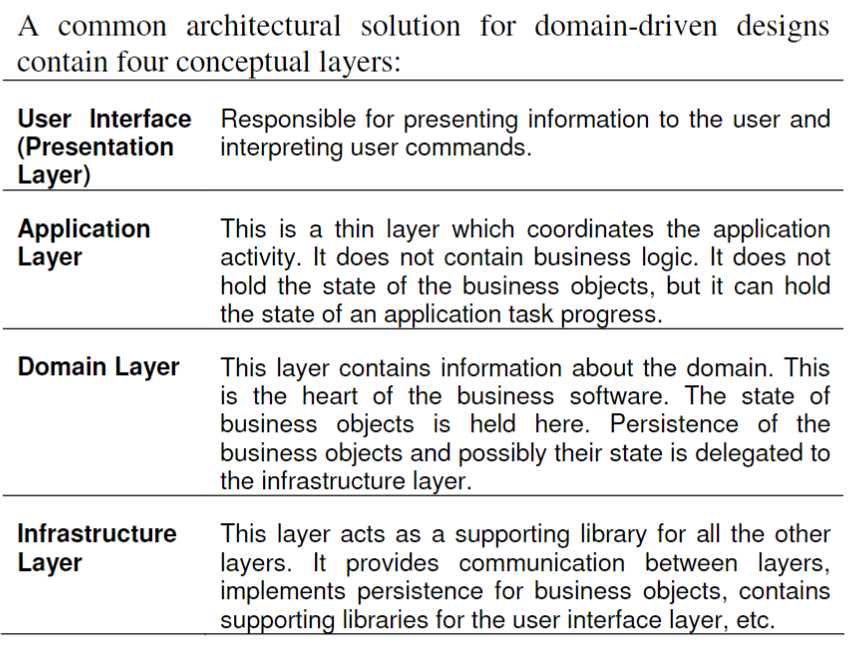 A common architectural solution for domain-driven designs
contain four conceptual layers:
User Interface
(Presentation
Layer)
Responsible for presenting information to the user and
interpreting user commands.
Application
Layer
This is a thin layer which coordinates the application
activity. It does not contain business logic. It does not
hold the state of the business objects, but it can hold
the state of an application task progress.
Domain Layer
This layer contains information about the domain. This
is the heart of the business software. The state of
business objects is held here. Persistence of the
business objects and possibly their state is delegated to
the infrastructure layer.
Infrastructure
Layer
This layer acts as a supporting library for all the other
layers. It provides communication between layers,
implements persistence for business objects, contains
supporting libraries for the user interface layer, etc.